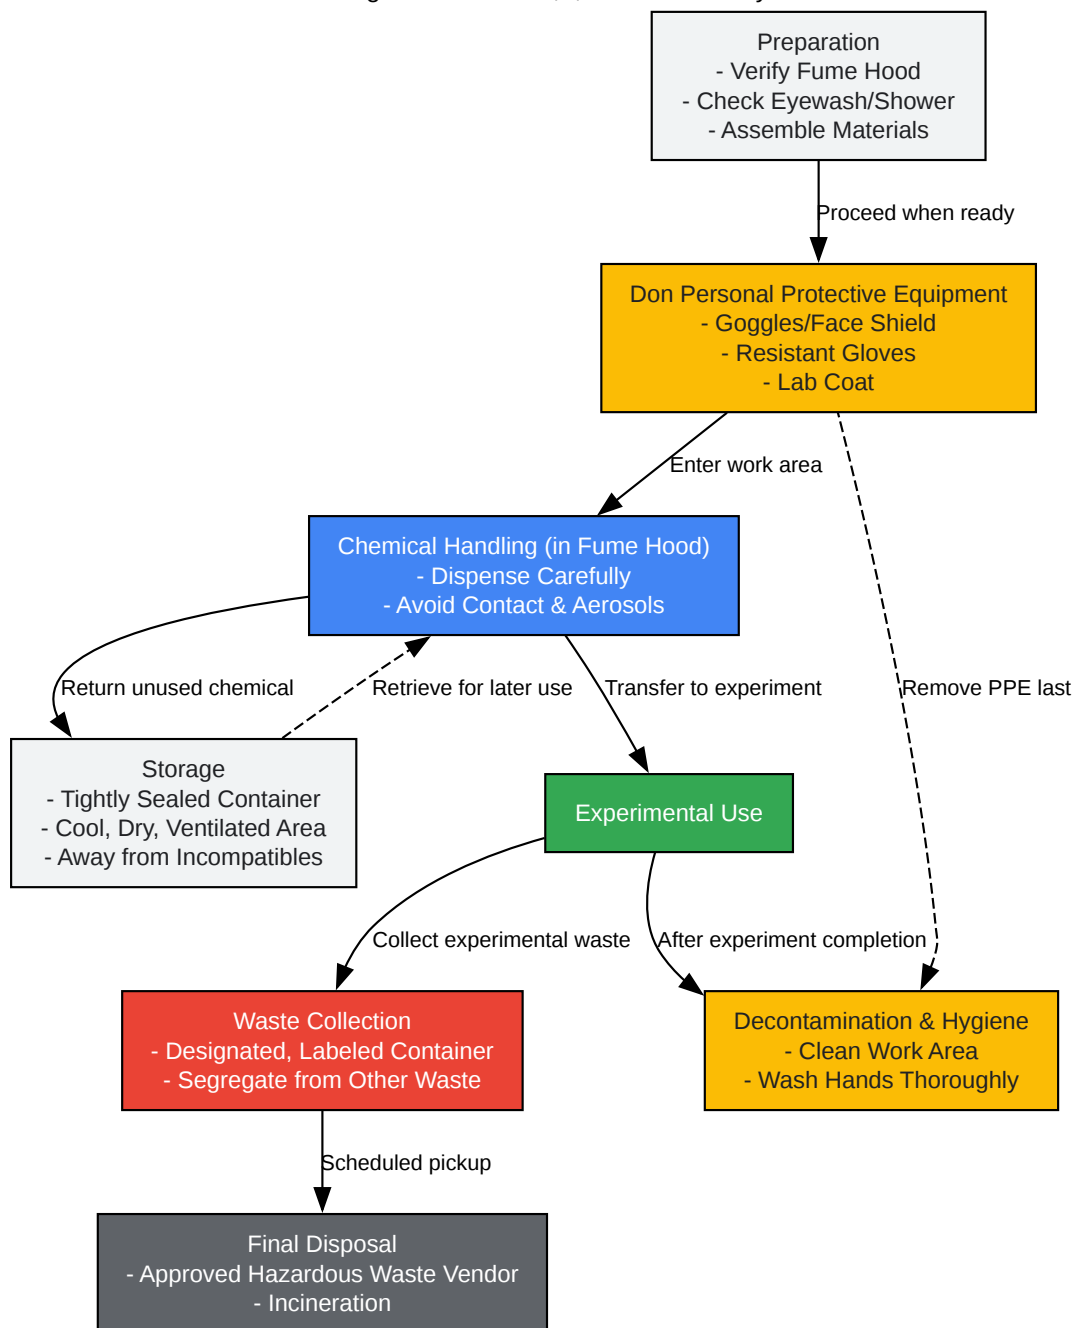 Preparation
- Verify Fume Hood
- Check Eyewash/Shower
- Assemble Materials
Proceed when ready
Don Personal Protective Equipment
- Goggles/Face Shield
- Resistant Gloves
- Lab Coat
Enter work area
Remove PPE last
Chemical Handling (in Fume Hood)
- Dispense Carefully
- Avoid Contact & Aerosols
Return unused chemical
Retrieve for later use
Transfer to experiment
Storage
- Tightly Sealed Container
- Cool, Dry, Ventilated Area
- Away from Incompatibles
Experimental Use
Collect experimental waste
After experiment completion
Waste Collection
- Designated, Labeled Container
- Segregate from Other Waste
Decontamination & Hygiene
- Clean Work Area
- Wash Hands Thoroughly
Scheduled pickup
Final Disposal
- Approved Hazardous Waste Vendor
- Incineration